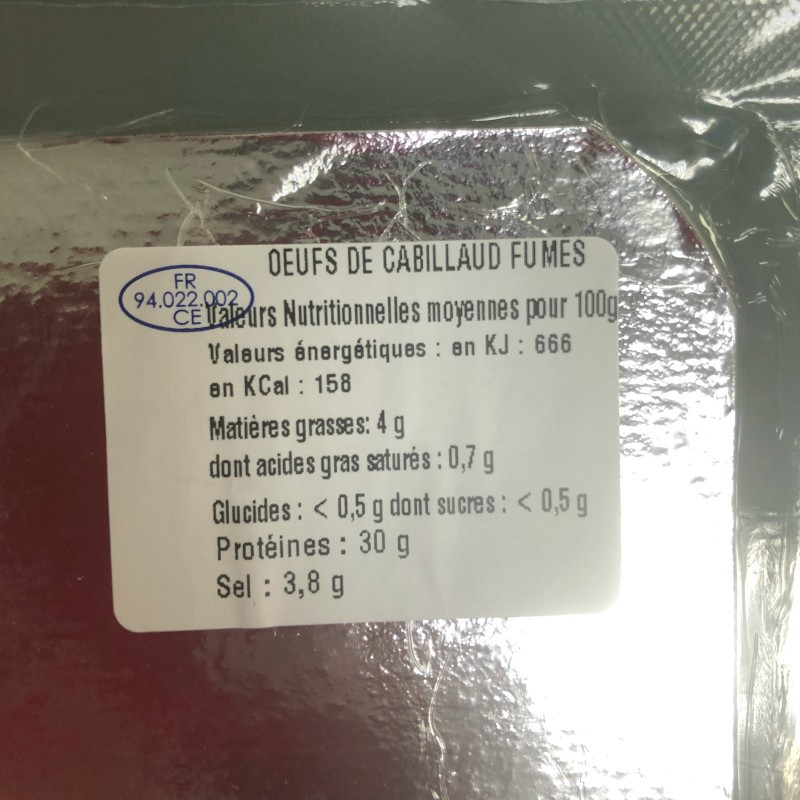 OEUFS DE CABILLAUD FUMES
FR
94.022.002
CE
Valeurs Nutritionnelles moyennes pour 100g
Valeurs énergétiques : en KJ : 666
en KCal : 158
Matières grasses: 4 g
dont acides gras saturés : 0,7 g
Glucides : < 0,5 g dont sucres : < 0,5 g
Protéines : 30 g
Sel : 3,8 g